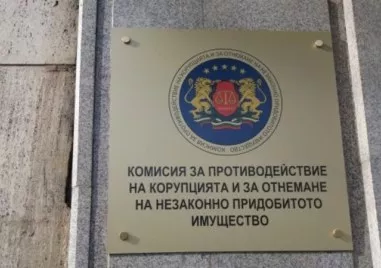 КОМИСИЯ ЗА ПРОТИВОДЕЙСТВИЕ
НА КОРУПЦИЯТА И ЗА ОТНЕМАНЕ
НА НЕЗАКОННО ПРИДОБИТОТО
ИМУЩЕСТВО